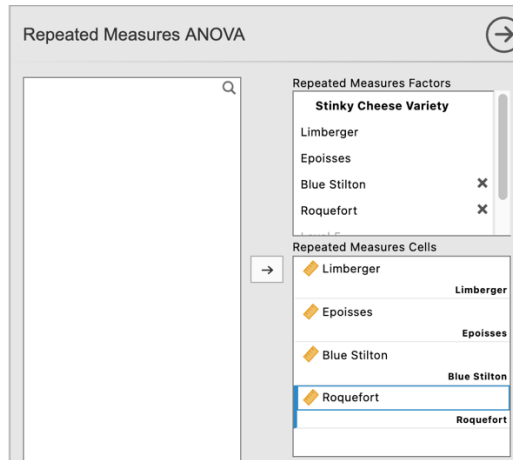 Repeated Measures ANOVA
Repeated Measures Factors
Stinky Cheese Variety
Limberger
Epoisses
Blue Stilton
Roquefort
Repeated Measures Cells
Limberger
Limberger
Epoisses
Epoisses
Blue Stilton
Blue Stilton
Roquefort
Roquefort